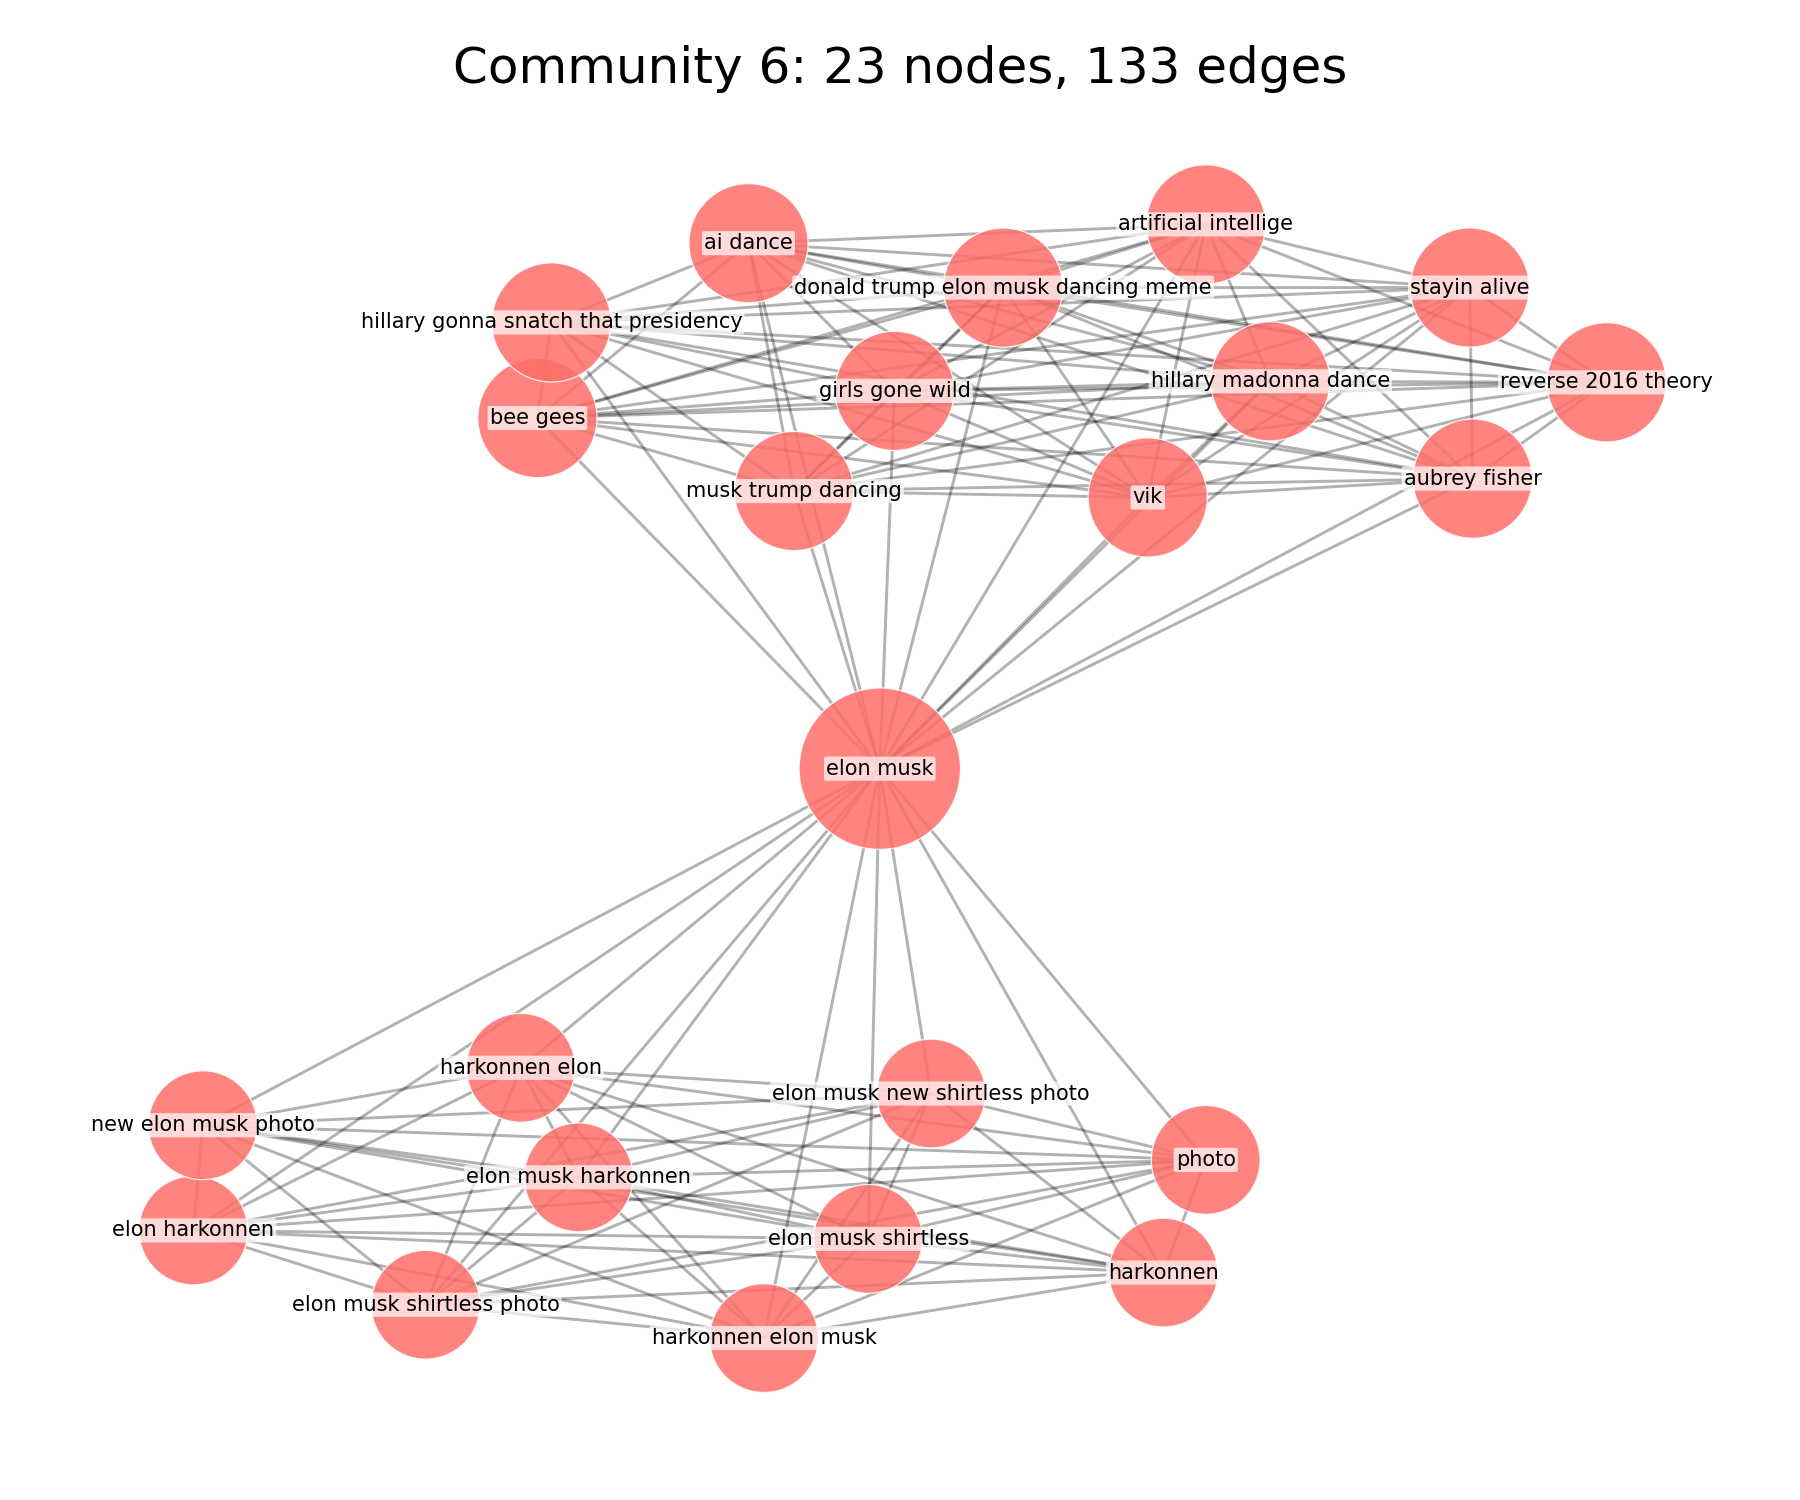 Community 6: 23 nodes, 133 edges
artificial intellige
ai dance
donald trump elon musk dancing meme
stayin alive
hillary gonna snatch that presidency
girls gone wild
hillary madonna dance
reverse 2016 theory
bee gees
musk trump dancing
vik
aubrey fisher
elon musk
harkonnen elon
elon musk new shirtless photo
new elon musk photo
photo
elon musk harkonnen
elon harkonnen
elon musk shirtless
harkonnen
elon musk shirtless photo
harkonnen elon musk